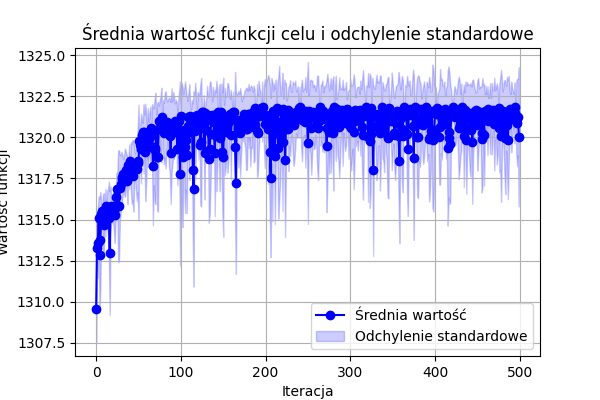 Średnia wartość funkcji celu i odchylenie standardowe
1325.0
1322.5
1320.0
1317.5
1315.0
1312.5
1310.0
1307.5
Wartość funkcji
0
100
200
300
400
500
Iteracja
Średnia wartość
Odchylenie standardowe